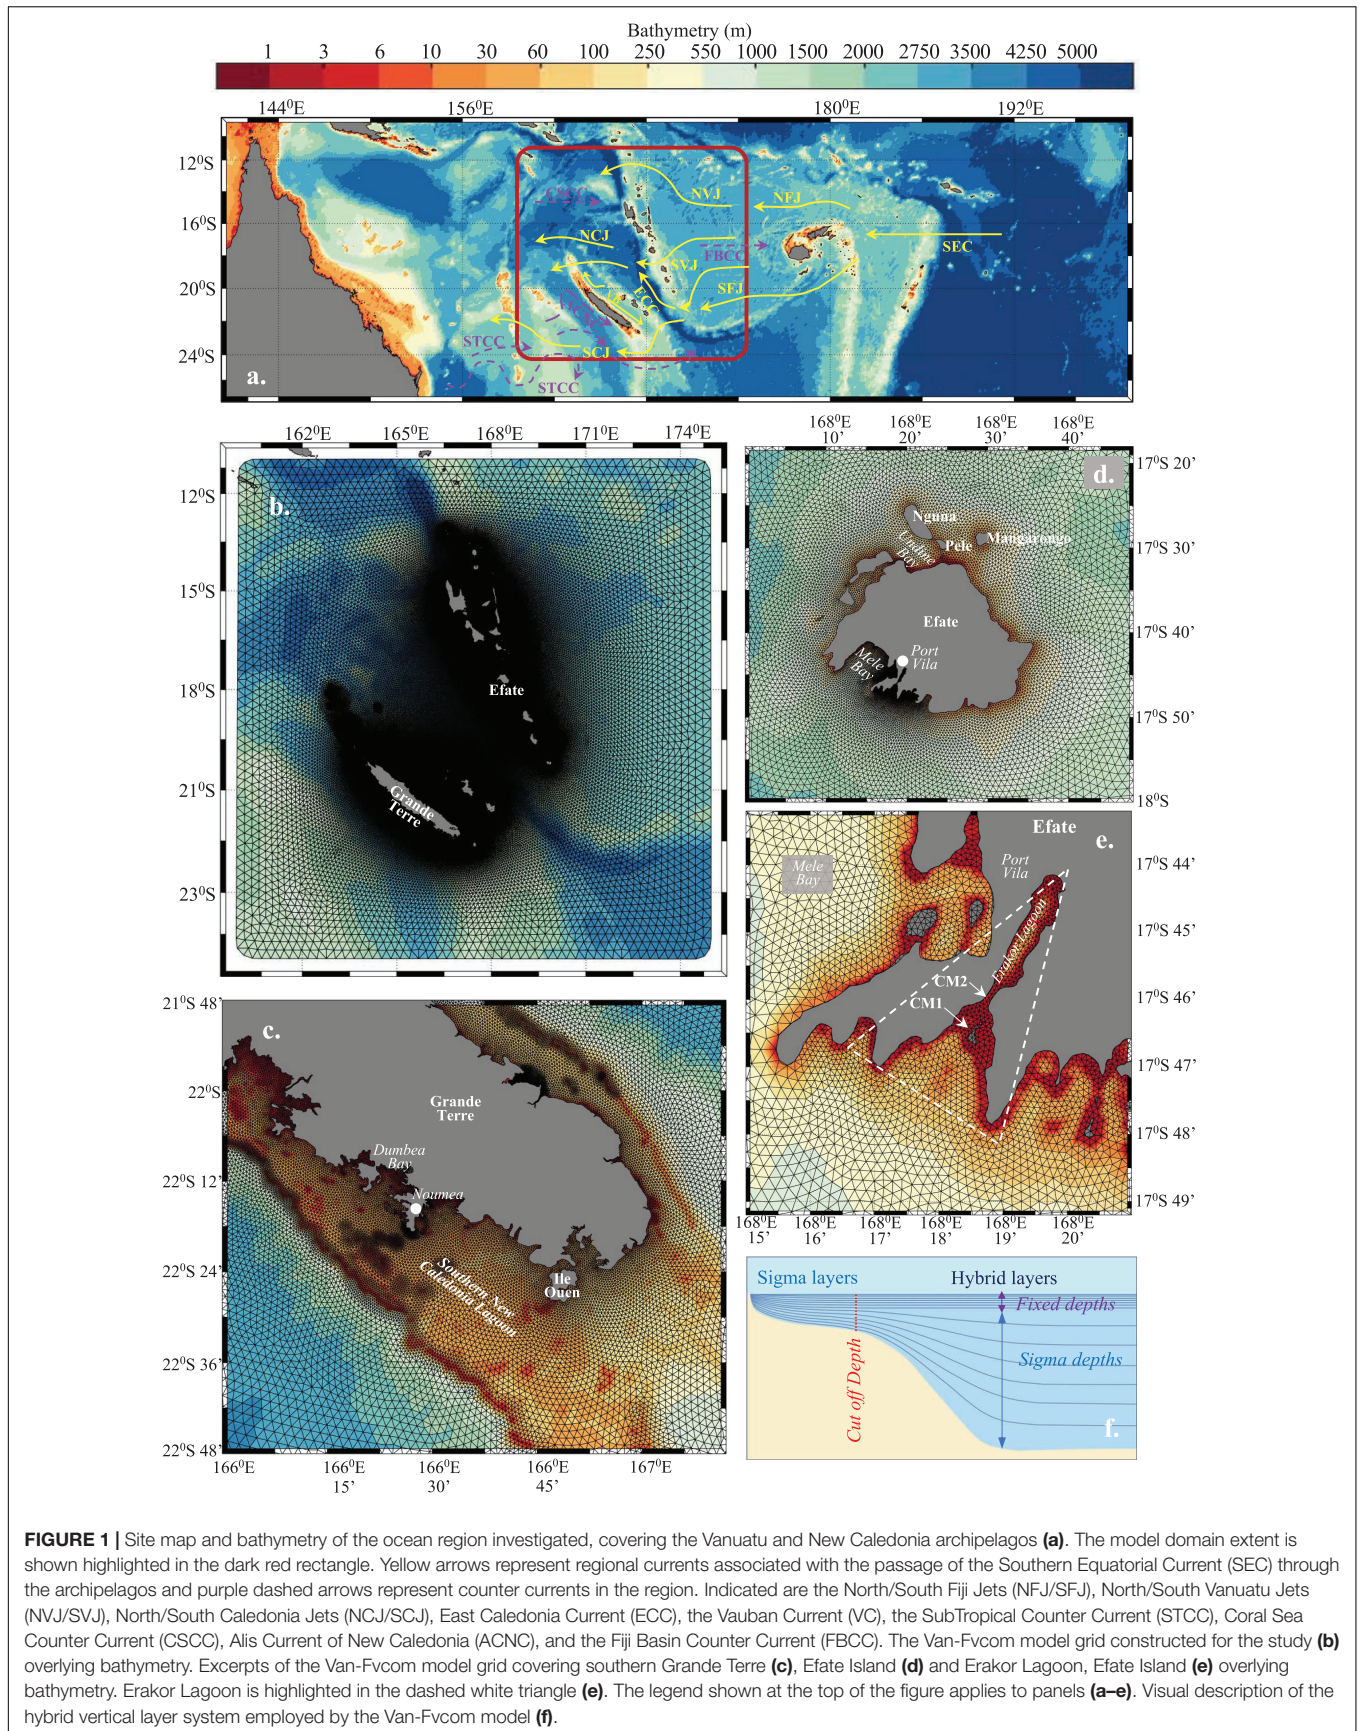 Bathymetry (m)
1 3 6 10 30 60 100 250 550 1000 1500 2000 2750 3500 4250 5000
144⁰E 156⁰E 180⁰E 192⁰E
12⁰S
16⁰S
20⁰S
24⁰S
CSCC
NVJ
NFJ
NCJ
SEC
FBCC
SVJ
ECC
SFJ
STCC
SCJ
STCC
a.
162⁰E 165⁰E 168⁰E 171⁰E 174⁰E
12⁰S
15⁰S
18⁰S
21⁰S
23⁰S
b.
Efate
Grande
Terre
168⁰E 168⁰E 168⁰E 168⁰E
10’ 20’ 30’ 40’
17⁰S 20’
17⁰S 30’
17⁰S 40’
17⁰S 50’
18⁰S
d.
Nguna
Undine
Bay
Pele
Mangarongo
Efate
Mele
Bay
Port
Vila
Efate
e.
Mele
Bay
Port
Vila
Erakor Lagoon
CM2
CM1
17⁰S 44’
17⁰S 45’
17⁰S 46’
17⁰S 47’
17⁰S 48’
17⁰S 49’
168⁰E 168⁰E 168⁰E 168⁰E 168⁰E 168⁰E
15’ 16’ 17’ 18’ 19’ 20’
21⁰S 48’
22⁰S
22⁰S 12’
22⁰S 24’
22⁰S 36’
22⁰S 48’
c.
Grande
Terre
Dumbea
Bay
Noumea
Southern New
Caledonia Lagoon
Ile
Ouen
166⁰E 166⁰E 166⁰E 166⁰E 167⁰E
15’ 30’ 45’
Sigma layers Hybrid layers
Fixed depths
Sigma depths
Cut off Depth
f.
FIGURE 1 | Site map and bathymetry of the ocean region investigated, covering the Vanuatu and New Caledonia archipelagos (a). The model domain extent is
shown highlighted in the dark red rectangle. Yellow arrows represent regional currents associated with the passage of the Southern Equatorial Current (SEC) through
the archipelagos and purple dashed arrows represent counter currents in the region. Indicated are the North/South Fiji Jets (NFJ/SFJ), North/South Vanuatu Jets
(NVJ/SVJ), North/South Caledonia Jets (NCJ/SCJ), East Caledonia Current (ECC), the Vauban Current (VC), the SubTropical Counter Current (STCC), Coral Sea
Counter Current (CSCC), Alis Current of New Caledonia (ACNC), and the Fiji Basin Counter Current (FBCC). The Van-Fvcom model grid constructed for the study (b)
overlying bathymetry. Excerpts of the Van-Fvcom model grid covering southern Grande Terre (c), Efate Island (d) and Erakor Lagoon, Efate Island (e) overlying
bathymetry. Erakor Lagoon is highlighted in the dashed white triangle (e). The legend shown at the top of the figure applies to panels (a–e). Visual description of the
hybrid vertical layer system employed by the Van-Fvcom model (f).